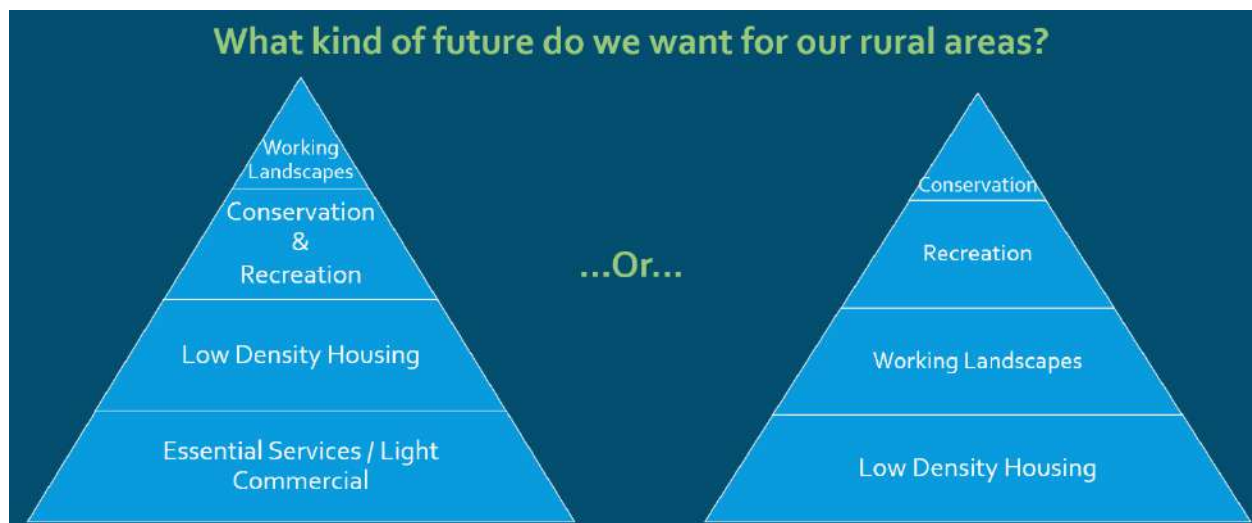 What kind of future do we want for our rural areas?
Working
Landscapes
Conservation
&
Recreation
Low Density Housing
Essential Services / Light
Commercial
...Or...
Conservation
Recreation
Working Landscapes
Low Density Housing